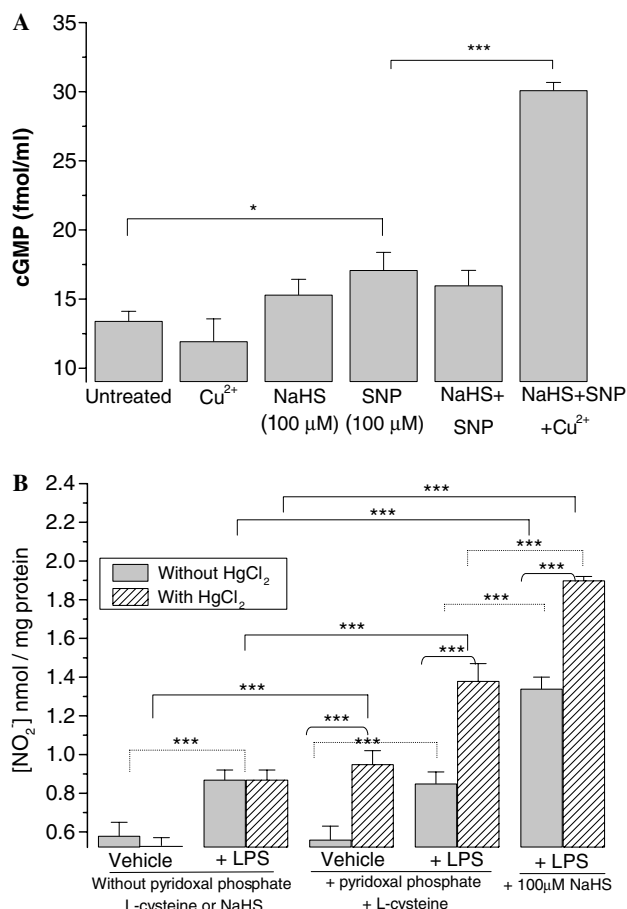 A
35
30
25
20
15
10
cGMP (fmol/ml)
*
***
Untreated Cu²⁺ NaHS SNP NaHS+ NaHS+SNP
(100 μM) (100 μM) SNP +Cu²⁺
B
2.4
2.2
2.0
1.8
1.6
1.4
1.2
1.0
0.8
0.6
[NO₂⁻] nmol / mg protein
Without HgCl₂
With HgCl₂
***
***
***
*** ***
***
*** ***
***
*** ***
Vehicle + LPS Vehicle + LPS + LPS
Without pyridoxal phosphate + pyridoxal phosphate + 100μM NaHS
L-cysteine or NaHS + L-cysteine